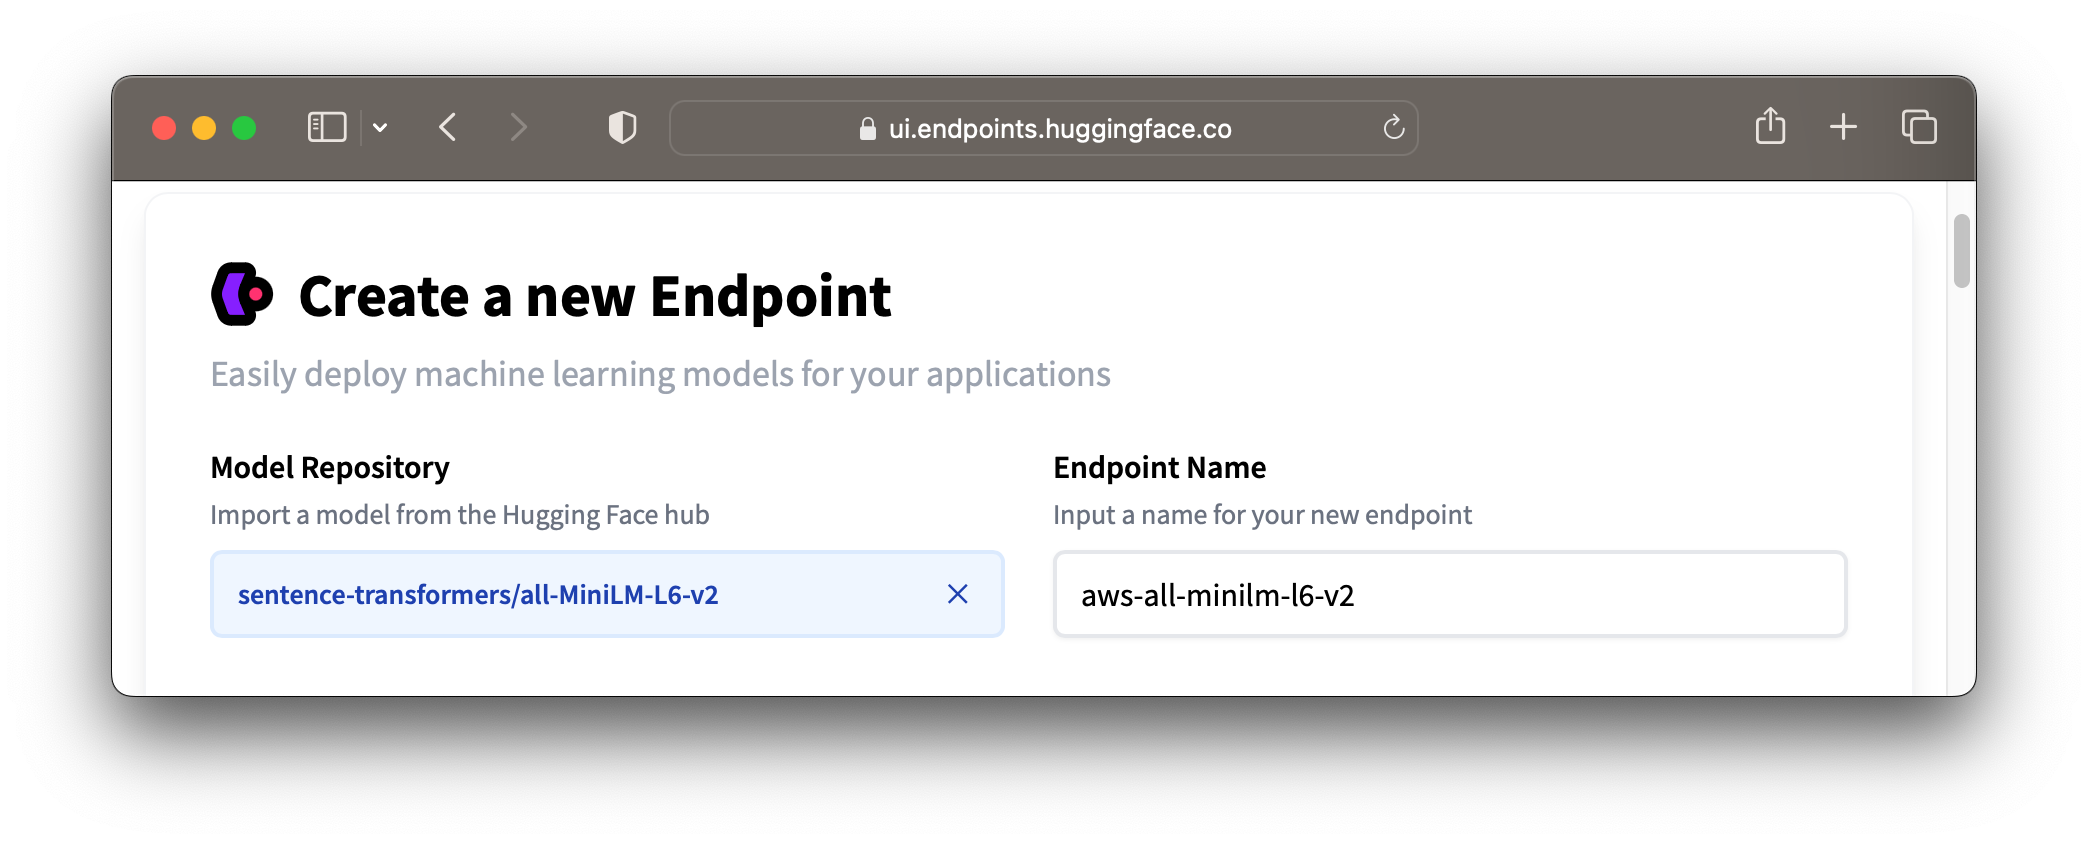 ui.endpoints.huggingface.co
Create a new Endpoint
Easily deploy machine learning models for your applications
Model Repository
Import a model from the Hugging Face hub
sentence-transformers/all-MiniLM-L6-v2
Endpoint Name
Input a name for your new endpoint
aws-all-minilm-l6-v2